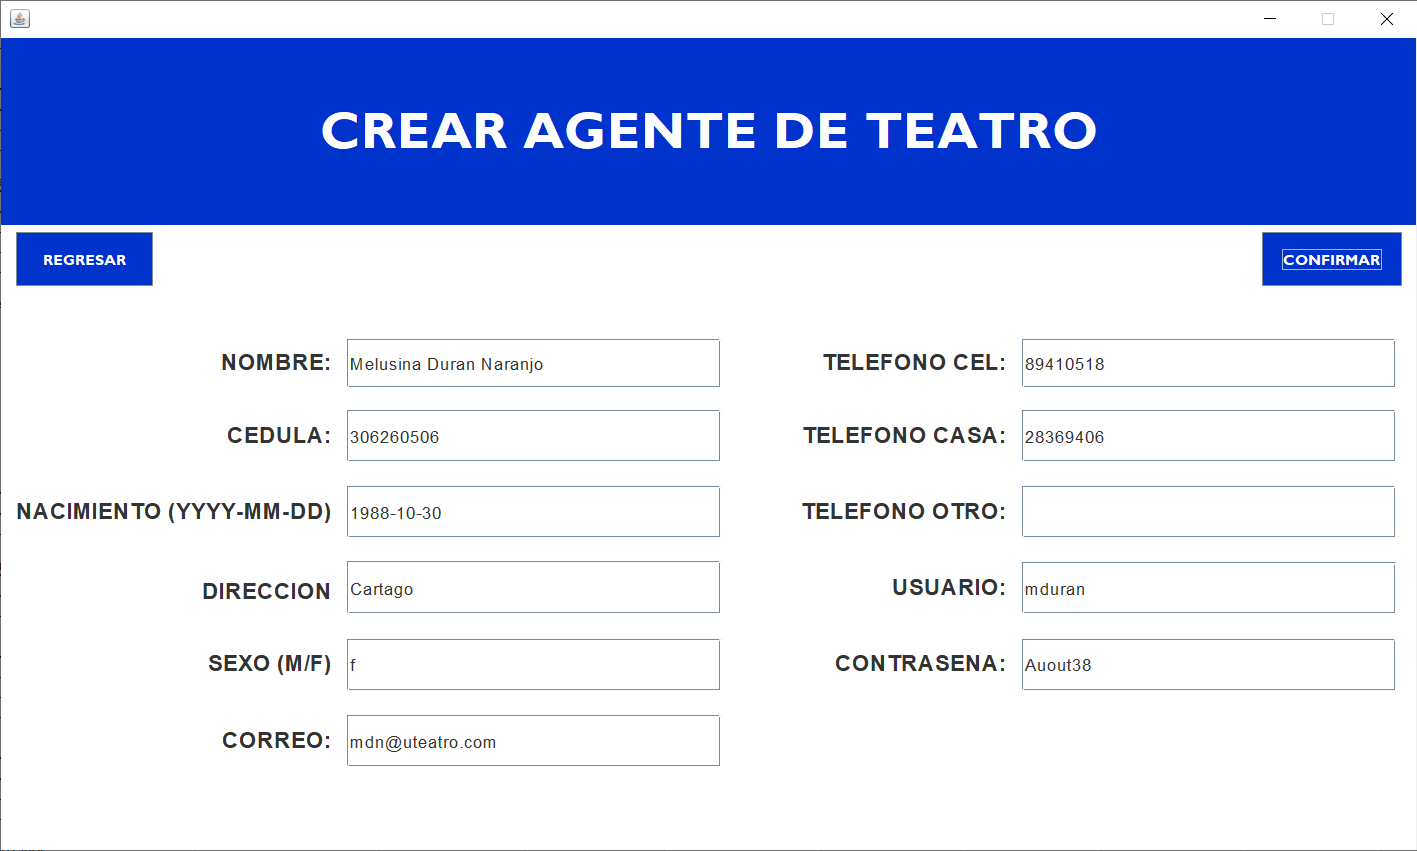 CREAR AGENTE DE TEATRO
REGRESAR
CONFIRMAR
NOMBRE: Melusina Duran Naranjo
CEDULA: 306260506
NACIMIENTO (YYYY-MM-DD) 1988-10-30
DIRECCION Cartago
SEXO (M/F) f
CORREO: mdn@uteatro.com
TELEFONO CEL: 89410518
TELEFONO CASA: 28369406
TELEFONO OTRO:
USUARIO: mduran
CONTRASENA: Auout38